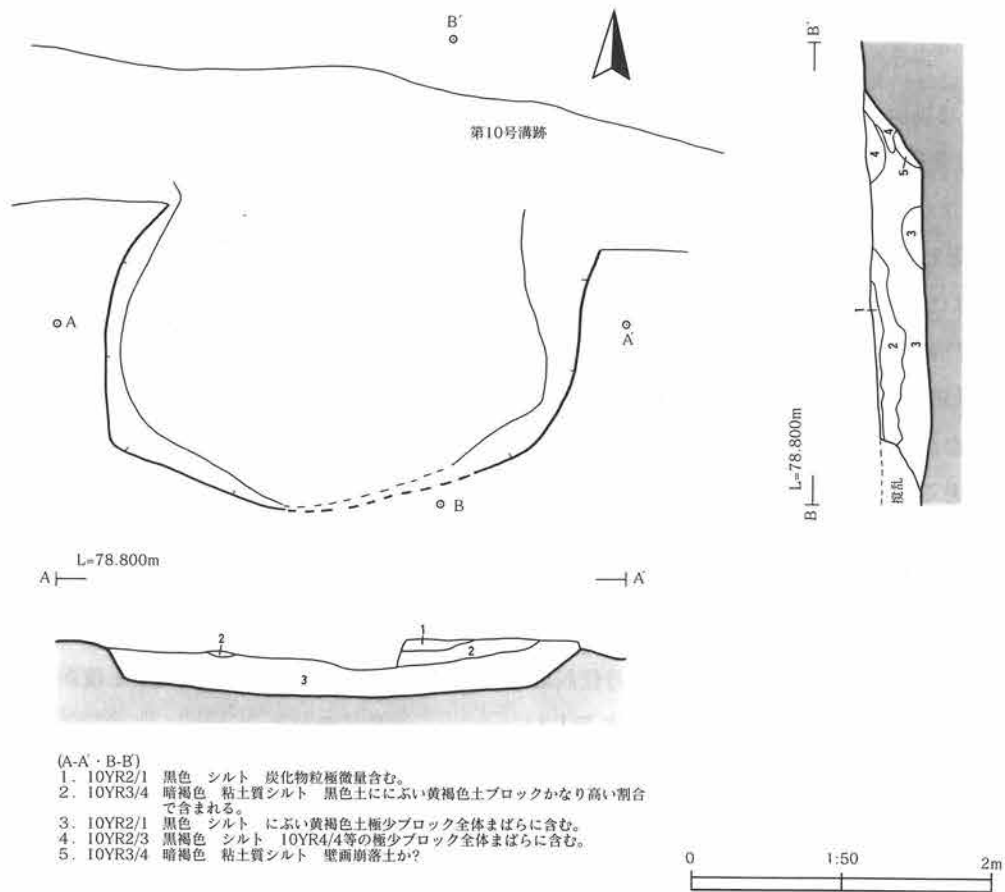 B′
第10号溝跡
A
A′
B
B′
4
4
5
3
1
2
3
L=78.800m
B
撹乱
L=78.800m
A
A′
2
1
2
3
(A-A′・B-B′)
1. 10YR2/1 黒色 シルト 炭化物粒極微量含む。
2. 10YR3/4 暗褐色 粘土質シルト 黒色土ににぶい黄褐色土ブロックかなり高い割合
で含まれる。
3. 10YR2/1 黒色 シルト にぶい黄褐色土極少ブロック全体まばらに含む。
4. 10YR2/3 黒褐色 シルト 10YR4/4等の極少ブロック全体まばらに含む。
5. 10YR3/4 暗褐色 粘土質シルト 壁画崩落土か?
0 1:50 2m